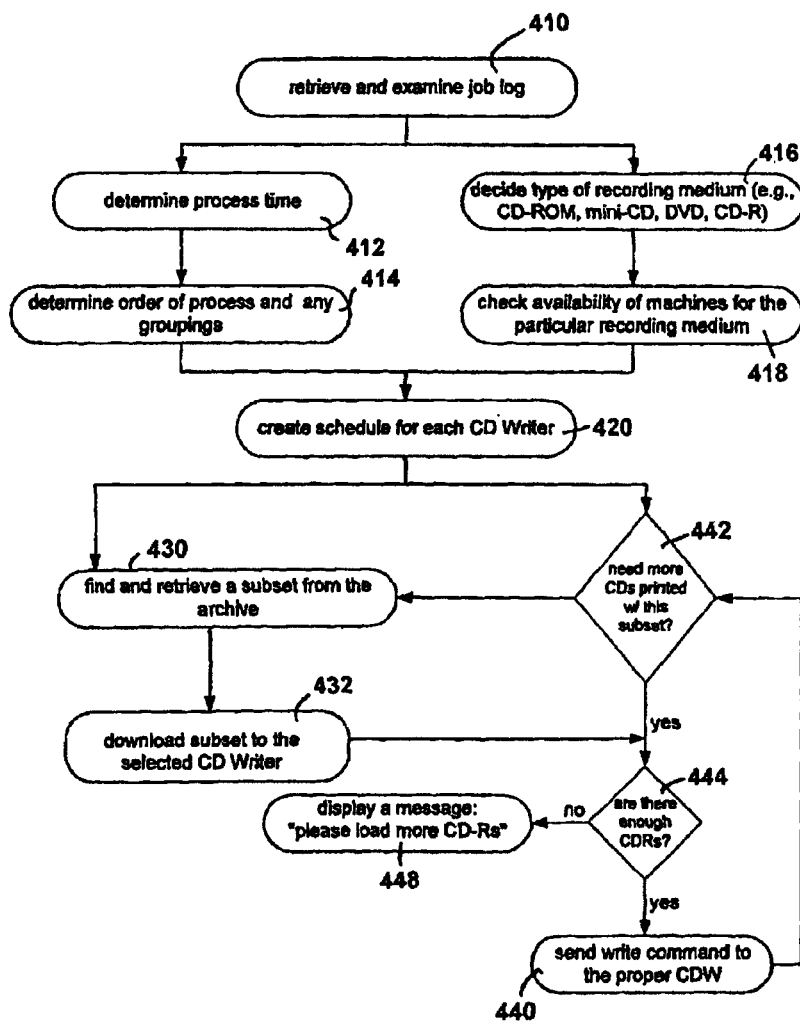 410
retrieve and examine job log
determine process time
412
416
decide type of recording medium (e.g.,
CD-ROM, mini-CD, DVD, CD-R)
determine order of process and any
groupings
414
check availability of machines for the
particular recording medium
418
create schedule for each CD Writer
420
430
find and retrieve a subset from the
archive
442
need more
CDs printed
w/ this
subset?
432
download subset to the
selected CD Writer
yes
444
are there
enough
CDRs?
no
display a message:
"please load more CD-Rs"
448
yes
send write command to
the proper CDW
440